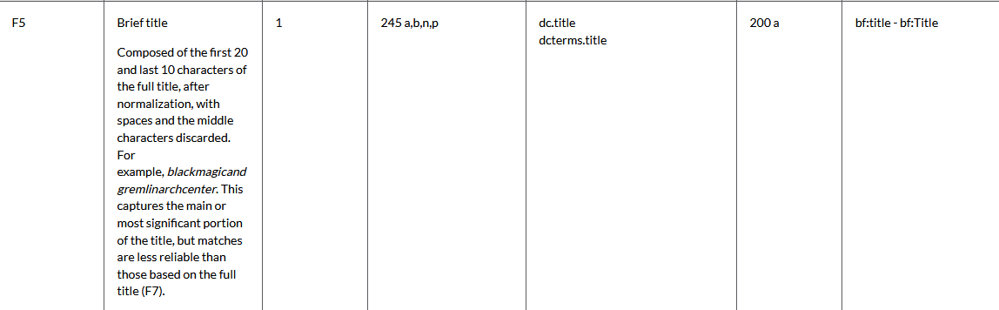 F5
Brief title
1
245 a,b,n,p
dc.title
dcterms.title
200 a
bf:title - bf:Title
Composed of the first 20
and last 10 characters of
the full title, after
normalization, with
spaces and the middle
characters discarded.
For
example, blackmagicand
gremlinarchcenter. This
captures the main or
most significant portion
of the title, but matches
are less reliable than
those based on the full
title (F7).